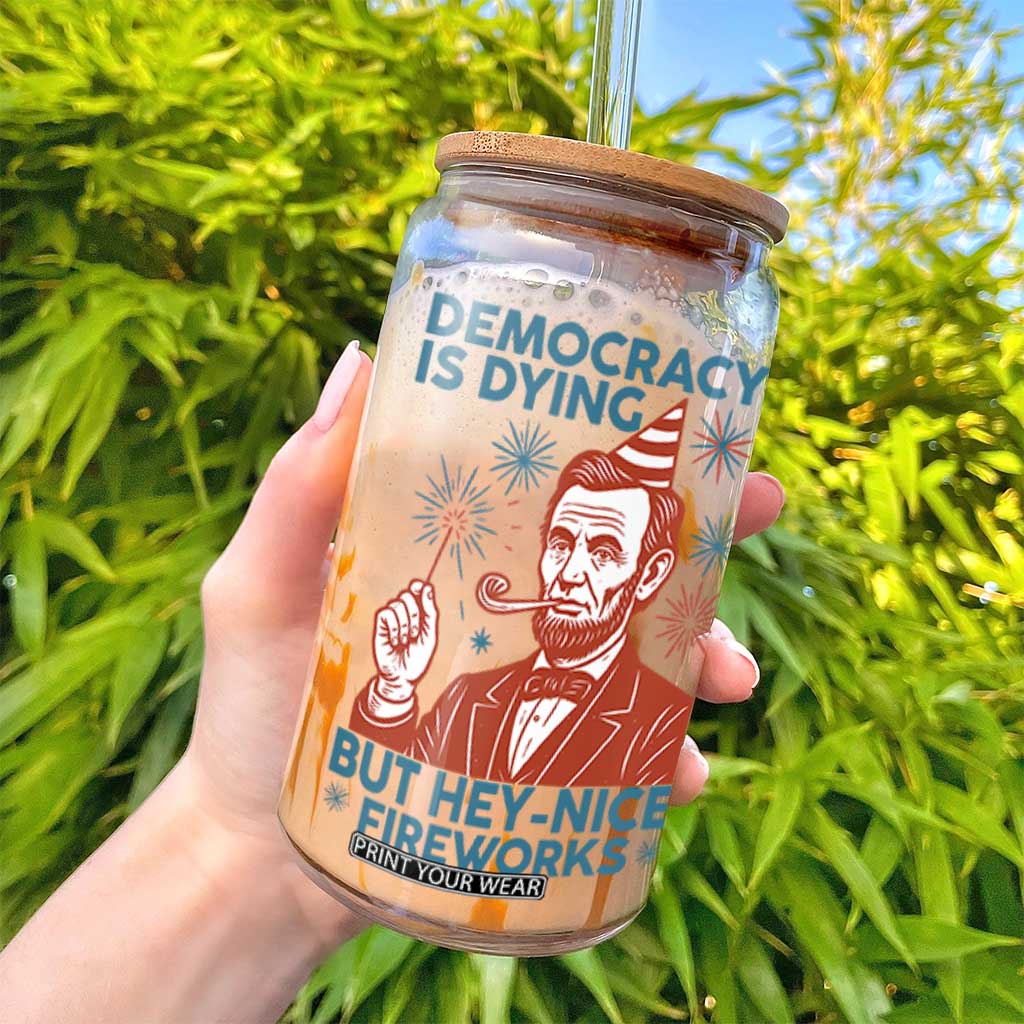 DEMOCRACY
IS DYING
BUT HEY-NICE
FIREWORKS
PRINT YOUR WEAR